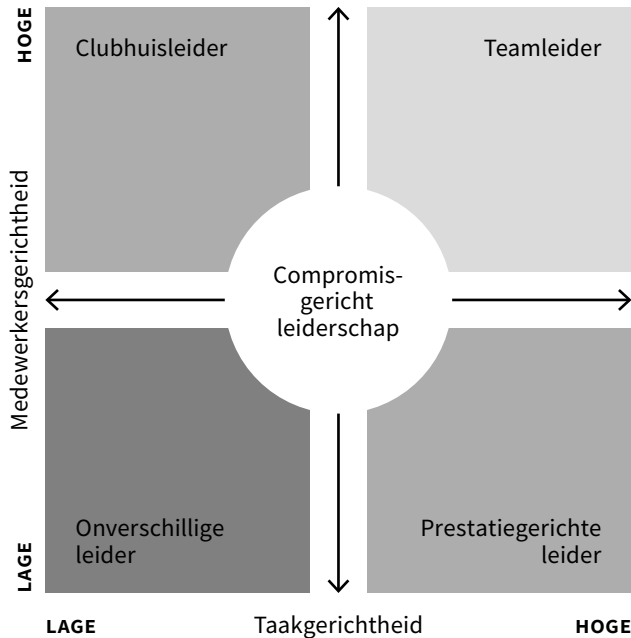 HOGE
Clubhuisleider
Teamleider
Medewerkersgerichtheid
Compromis-
gericht
leiderschap
Onverschillige
leider
Prestatiegerichte
leider
LAGE
LAGE
Taakgerichtheid
HOGE